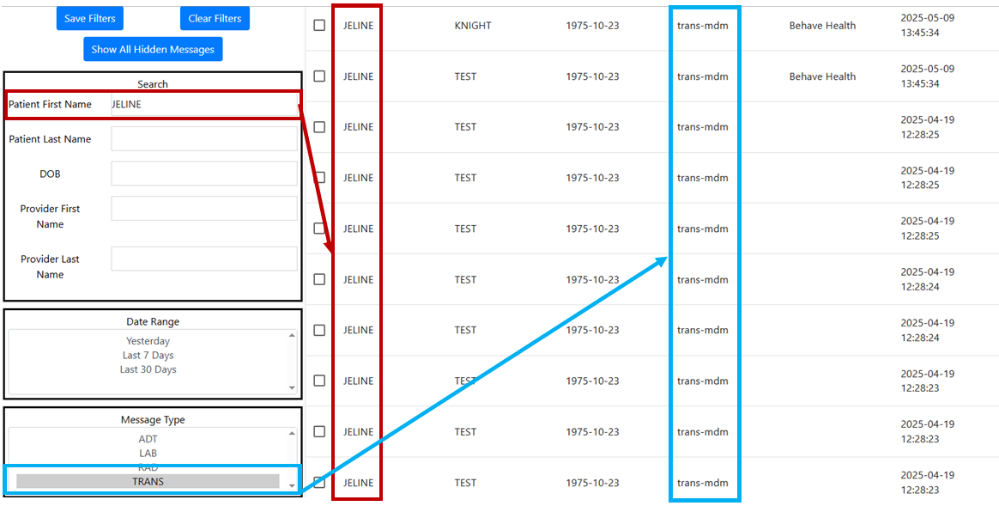 Save Filters
Clear Filters
Show All Hidden Messages
Search
Patient First Name JELINE
Patient Last Name
DOB
Provider First
Name
Provider Last
Name
Date Range
Yesterday
Last 7 Days
Last 30 Days
Message Type
ADT
LAB
RAD
TRANS
JELINE KNIGHT 1975-10-23 trans-mdm Behave Health 2025-05-09
13:45:34
JELINE TEST 1975-10-23 trans-mdm Behave Health 2025-05-09
13:45:34
JELINE TEST 1975-10-23 trans-mdm 2025-04-19
12:28:25
JELINE TEST 1975-10-23 trans-mdm 2025-04-19
12:28:25
JELINE TEST 1975-10-23 trans-mdm 2025-04-19
12:28:25
JELINE TEST 1975-10-23 trans-mdm 2025-04-19
12:28:24
JELINE TEST 1975-10-23 trans-mdm 2025-04-19
12:28:24
JELINE TEST 1975-10-23 trans-mdm 2025-04-19
12:28:23
JELINE TEST 1975-10-23 trans-mdm 2025-04-19
12:28:23
JELINE TEST 1975-10-23 trans-mdm 2025-04-19
12:28:23